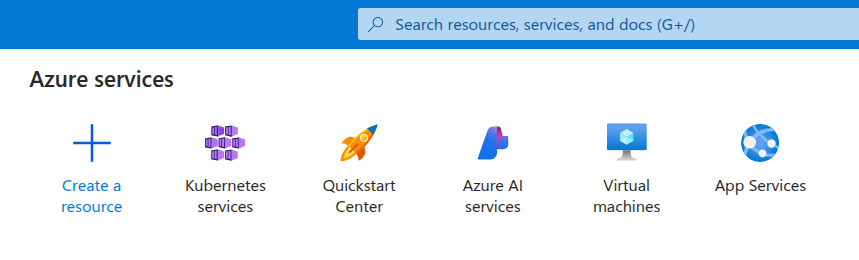 Search resources, services, and docs (G+/)
Azure services
Create a
resource
Kubernetes
services
Quickstart
Center
Azure AI
services
Virtual
machines
App Services